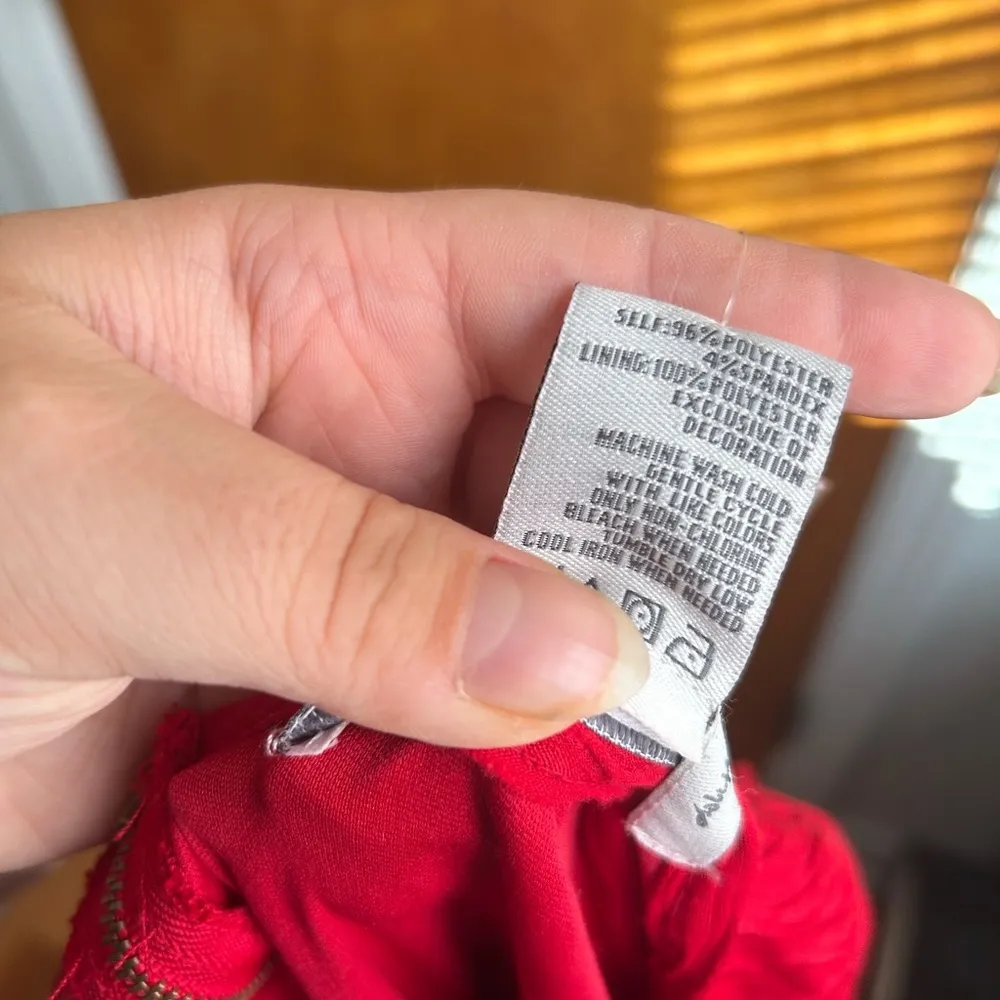 SELF:96%POLYESTER
4%SPANDEX
LINING:100%POLYESTER
EXCLUSIVE OF
DECORATION
MACHINE WASH COLD
GENTLE CYCLE
WITH LIKE COLORS
ONLY NON-CHLORINE
BLEACH WHEN NEEDED
TUMBLE DRY LOW
COOL IRON WHEN NEEDED